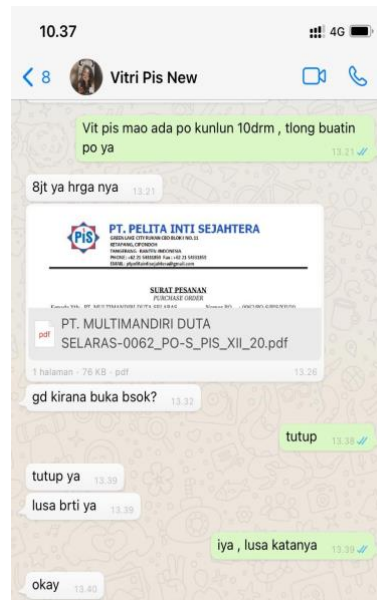 10.37
4G
8
Vitri Pis New
Vit pis mao ada po kunlun 10drm , tlong buatin
po ya
13.21
8jt ya hrga nya
13.21
PiS
PT. PELITA INTI SEJAHTERA
SURAT PESANAN
PURCHASE ORDER
pdf
PT. MULTIMANDIRI DUTA
SELARAS-0062_PO-S_PIS_XII_20.pdf
1 halaman · 76 KB · pdf
13.26
gd kirana buka bsok?
13.32
tutup
13.38
tutup ya
13.39
lusa brti ya
13.39
iya , lusa katanya
13.39
okay
13.40